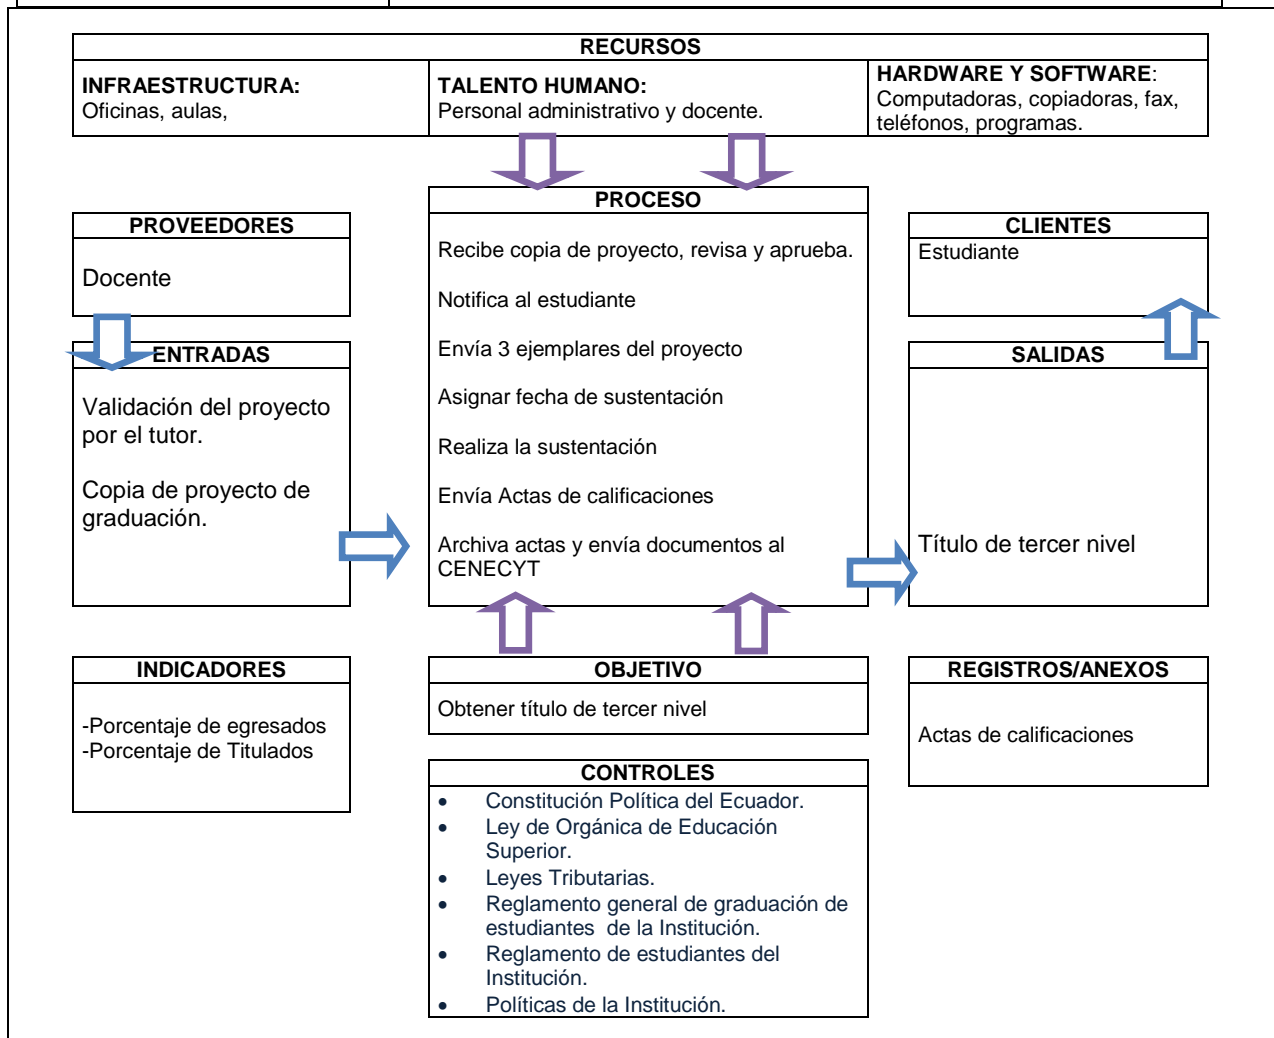 RECURSOS
INFRAESTRUCTURA:
Oficinas, aulas,
TALENTO HUMANO:
Personal administrativo y docente.
HARDWARE Y SOFTWARE:
Computadoras, copiadoras, fax,
teléfonos, programas.
PROVEEDORES
Docente
ENTRADAS
Validación del proyecto
por el tutor.
Copia de proyecto de
graduación.
PROCESO
Recibe copia de proyecto, revisa y aprueba.
Notifica al estudiante
Envía 3 ejemplares del proyecto
Asignar fecha de sustentación
Realiza la sustentación
Envía Actas de calificaciones
Archiva actas y envía documentos al
CENECYT
CLIENTES
Estudiante
SALIDAS
Título de tercer nivel
INDICADORES
-Porcentaje de egresados
-Porcentaje de Titulados
OBJETIVO
Obtener título de tercer nivel
REGISTROS/ANEXOS
Actas de calificaciones
CONTROLES
• Constitución Política del Ecuador.
• Ley de Orgánica de Educación
Superior.
• Leyes Tributarias.
• Reglamento general de graduación de
estudiantes de la Institución.
• Reglamento de estudiantes del
Institución.
• Políticas de la Institución.